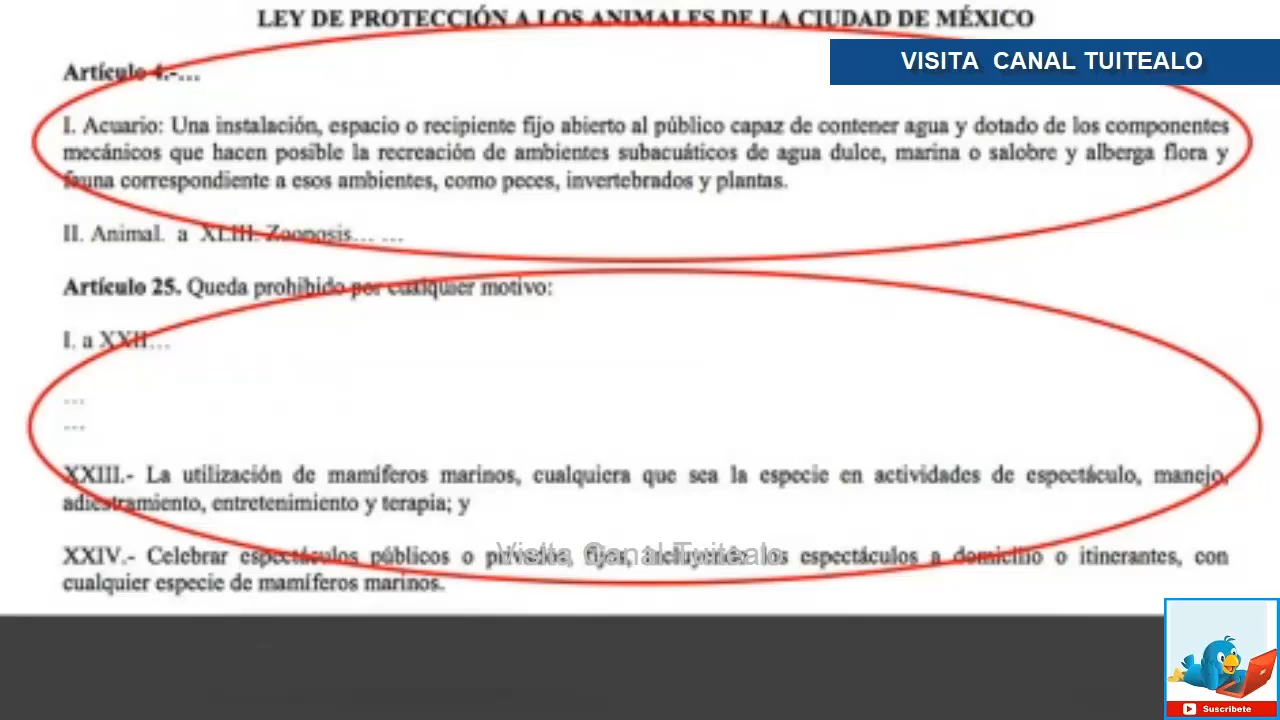 LEY DE PROTECCIÓN A LOS ANIMALES DE LA CIUDAD DE MÉXICO
VISITA CANAL TUITEALO
Artículo 4.-...
I. Acuario: Una instalación, espacio o recipiente fijo abierto al público capaz de contener agua y dotado de los componentes
mecánicos que hacen posible la recreación de ambientes subacuáticos de agua dulce, marina o salobre y alberga flora y
fauna correspondiente a esos ambientes, como peces, invertebrados y plantas.
II. Animal. a XLIII. Zoonosis... ...
Artículo 25. Queda prohibido por cualquier motivo:
I. a XXII...
...
...
XXIII.- La utilización de mamíferos marinos, cualquiera que sea la especie en actividades de espectáculo, manejo,
adiestramiento, entretenimiento y terapia; y
XXIV.- Celebrar espectáculos públicos o privados, fijos, incluyendo los espectáculos a domicilio o itinerantes, con
Visita Canal Tuitealo
cualquier especie de mamíferos marinos.
Suscribete